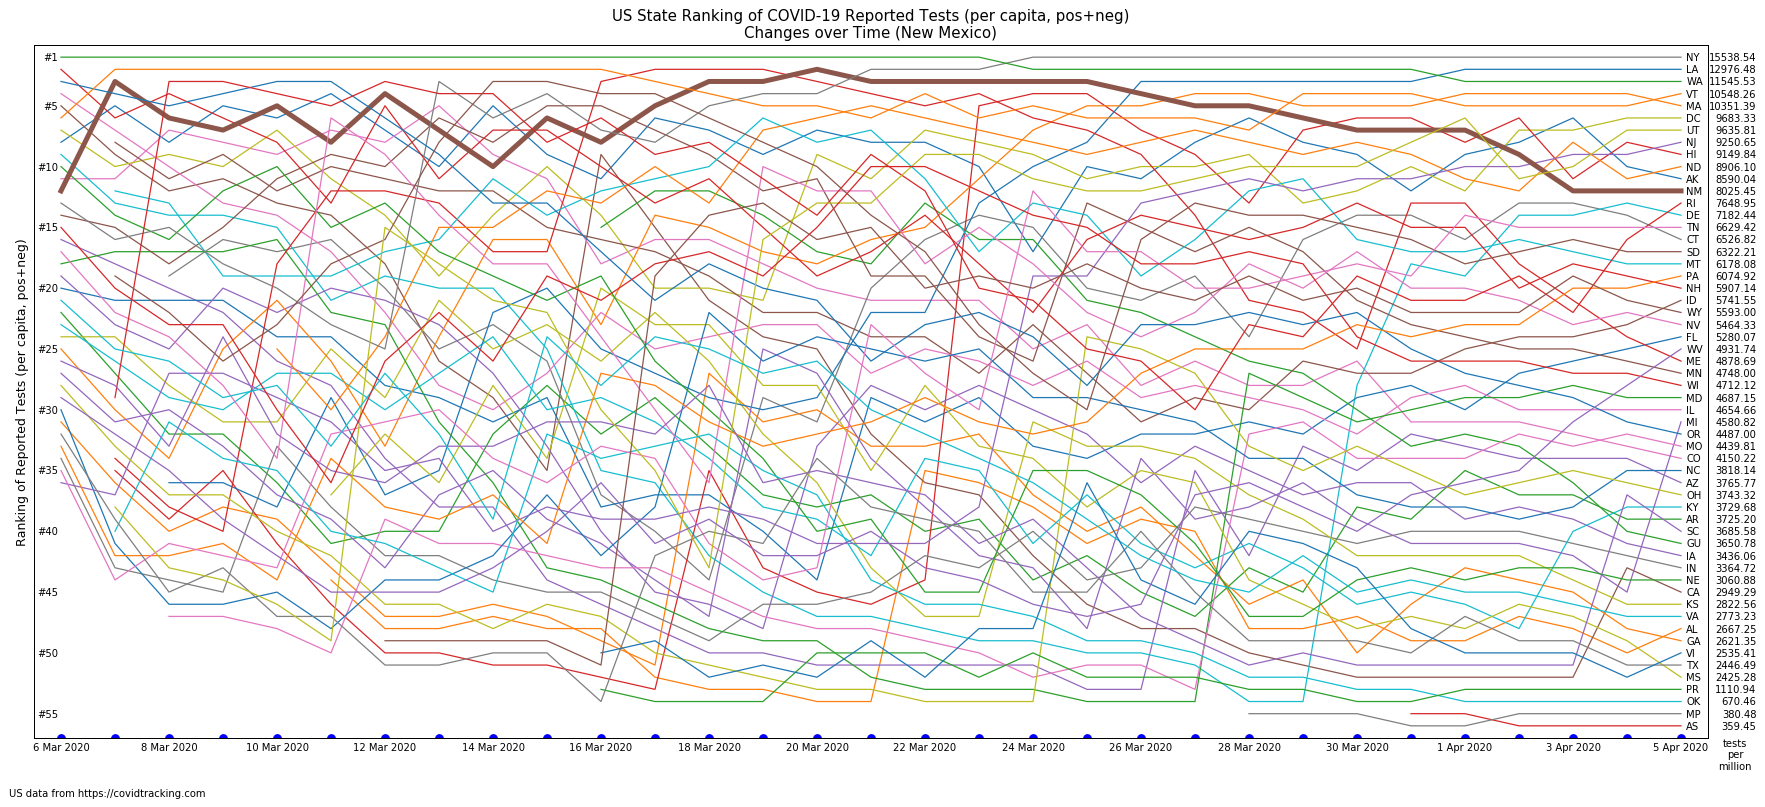 US State Ranking of COVID-19 Reported Tests (per capita, pos+neg)
Changes over Time (New Mexico)
Ranking of Reported Tests (per capita, pos+neg)
#1
#5
#10
#15
#20
#25
#30
#35
#40
#45
#50
#55
NY 15538.54
LA 12976.48
WA 11545.53
VT 10548.26
MA 10351.39
DC 9683.33
UT 9635.81
NJ 9250.65
HI 9149.84
ND 8906.10
AK 8590.04
NM 8025.45
RI 7648.95
DE 7182.44
TN 6629.42
CT 6526.82
SD 6322.21
MT 6178.08
PA 6074.92
NH 5907.14
ID 5741.55
WY 5593.00
NV 5464.33
FL 5280.07
WV 4931.74
ME 4878.69
MN 4748.00
WI 4712.12
MD 4687.15
IL 4654.66
MI 4580.82
OR 4487.00
MO 4439.81
CO 4150.22
NC 3818.14
AZ 3765.77
OH 3743.32
KY 3729.68
AR 3725.20
SC 3685.58
GU 3650.78
IA 3436.06
IN 3364.72
NE 3060.88
CA 2949.29
KS 2822.56
VA 2773.23
AL 2667.25
GA 2621.35
VI 2535.41
TX 2446.49
MS 2425.28
PR 1110.94
OK 670.46
MP 380.48
AS 359.45
6 Mar 2020
8 Mar 2020
10 Mar 2020
12 Mar 2020
14 Mar 2020
16 Mar 2020
18 Mar 2020
20 Mar 2020
22 Mar 2020
24 Mar 2020
26 Mar 2020
28 Mar 2020
30 Mar 2020
1 Apr 2020
3 Apr 2020
5 Apr 2020
tests
per
million
US data from https://covidtracking.com